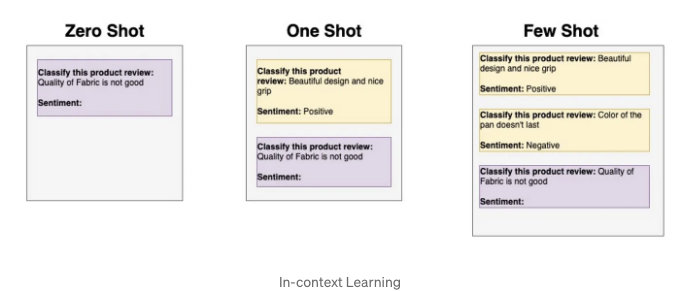 Zero Shot
Classify this product review:
Quality of Fabric is not good
Sentiment:
One Shot
Classify this product
review: Beautiful design and nice
grip
Sentiment: Positive
Classify this product review:
Quality of Fabric is not good
Sentiment:
Few Shot
Classify this product review: Beautiful
design and nice grip
Sentiment: Positive
Classify this product review: Color of the
pan doesn't last
Sentiment: Negative
Classify this product review: Quality of
Fabric is not good
Sentiment:
In-context Learning